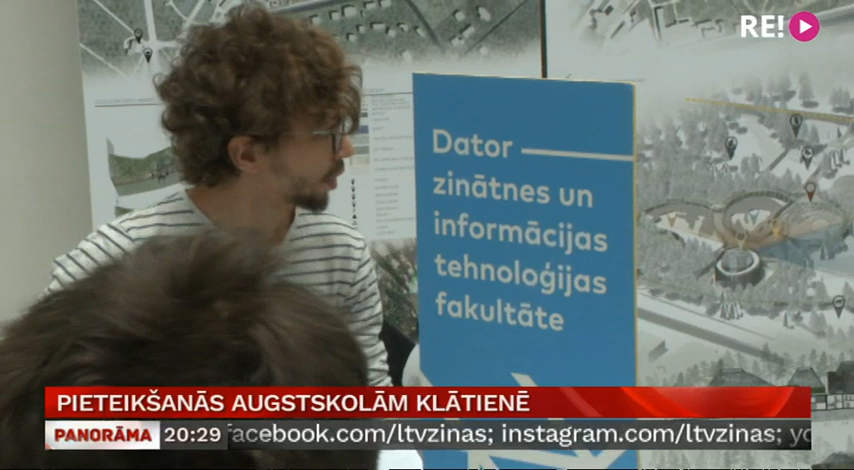 RE!
Dator
zinātnes un
informācijas
tehnoloģijas
fakultāte
PIETEIKŠANĀS AUGSTSKOLĀM KLĀTIENĒ
PANORĀMA 20:29 facebook.com/ltvzinas; instagram.com/ltvzinas;